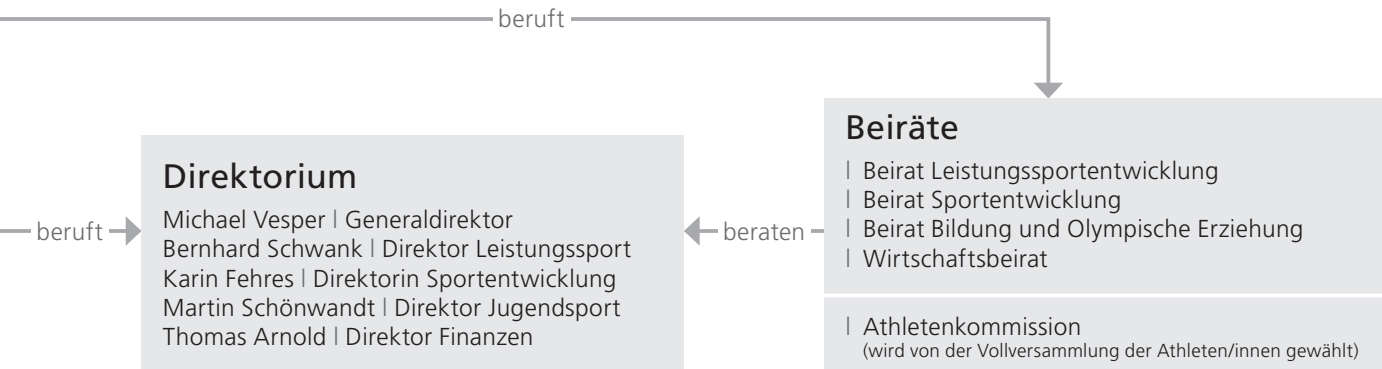 beruft
beruft
Direktorium
Michael Vesper | Generaldirektor
Bernhard Schwank | Direktor Leistungssport
Karin Fehres | Direktorin Sportentwicklung
Martin Schönwandt | Direktor Jugendsport
Thomas Arnold | Direktor Finanzen
beraten
Beiräte
| Beirat Leistungssportentwicklung
| Beirat Sportentwicklung
| Beirat Bildung und Olympische Erziehung
| Wirtschaftsbeirat
| Athletenkommission
(wird von der Vollversammlung der Athleten/innen gewählt)